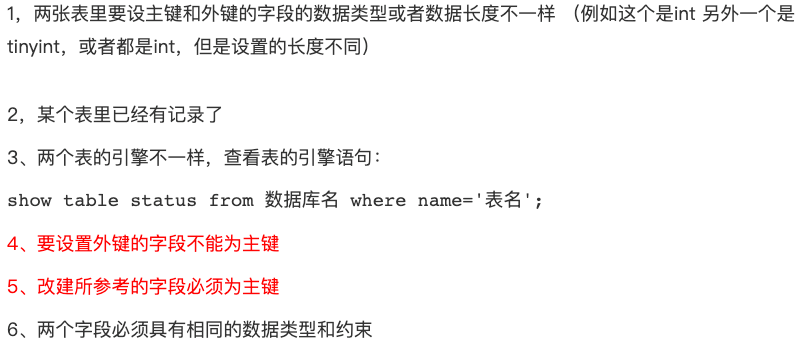 1，两张表里要设主键和外键的字段的数据类型或者数据长度不一样 （例如这个是int 另外一个是
tinyint，或者都是int，但是设置的长度不同）
2，某个表里已经有记录了
3、两个表的引擎不一样，查看表的引擎语句：
show table status from 数据库名 where name='表名';
4、要设置外键的字段不能为主键
5、改建所参考的字段必须为主键
6、两个字段必须具有相同的数据类型和约束